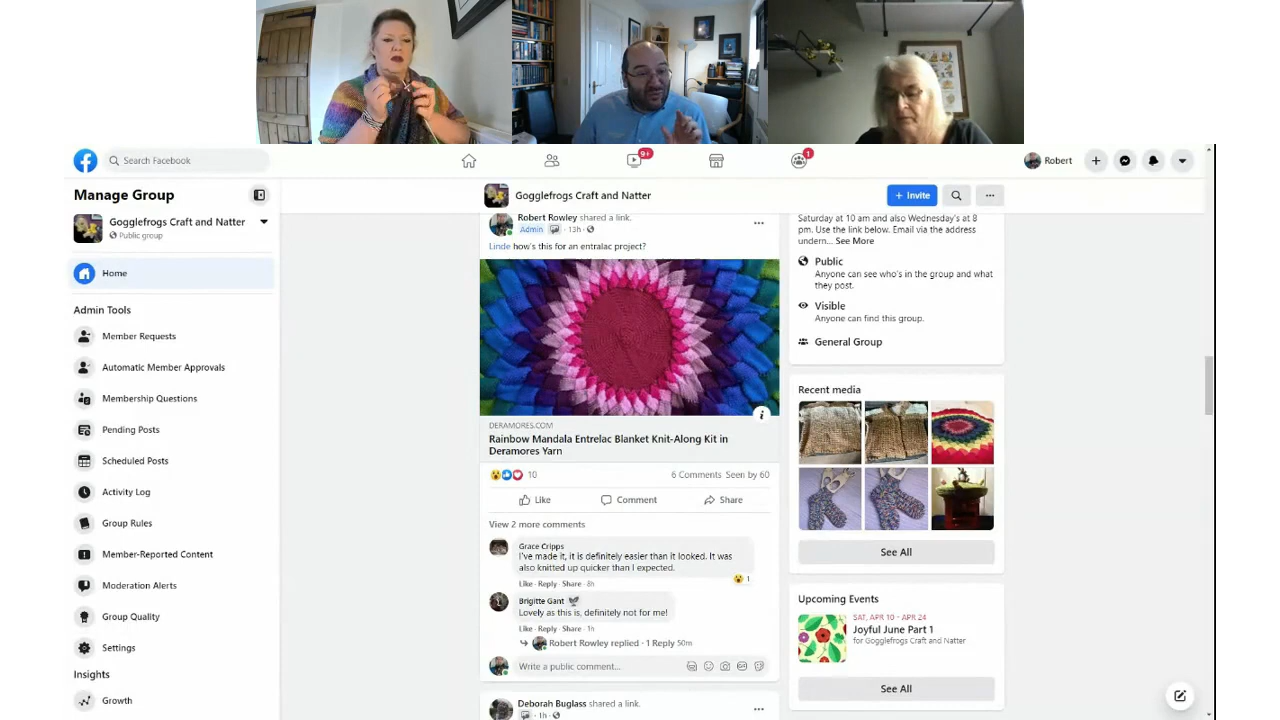 Search Facebook
9+
1
Robert
Manage Group
Gogglefrogs Craft and Natter
Public group
Home
Admin Tools
Member Requests
Automatic Member Approvals
Membership Questions
Pending Posts
Scheduled Posts
Activity Log
Group Rules
Member-Reported Content
Moderation Alerts
Group Quality
Settings
Insights
Growth
Gogglefrogs Craft and Natter
+ Invite
Robert Rowley shared a link.
Admin · 13h ·
Linde how's this for an entralac project?
DERAMORES.COM
Rainbow Mandala Entrelac Blanket Knit-Along Kit in
Deramores Yarn
10
6 Comments Seen by 60
Like Comment Share
View 2 more comments
Grace Cripps
I've made it, it is definitely easier than it looked. It was
also knitted up quicker than I expected.
1
Like · Reply · Share · 8h
Brigitte Gant
Lovely as this is, definitely not for me!
Like · Reply · Share · 1h
Robert Rowley replied · 1 Reply 50m
Write a public comment...
GIF
Deborah Buglass shared a link.
· 1h ·
Saturday at 10 am and also Wednesday's at 8
pm. Use the link below. Email via the address
undern... See More
Public
Anyone can see who's in the group and what
they post.
Visible
Anyone can find this group.
General Group
Recent media
See All
Upcoming Events
SAT, APR 10 - APR 24
Joyful June Part 1
for Gogglefrogs Craft and Natter
See All